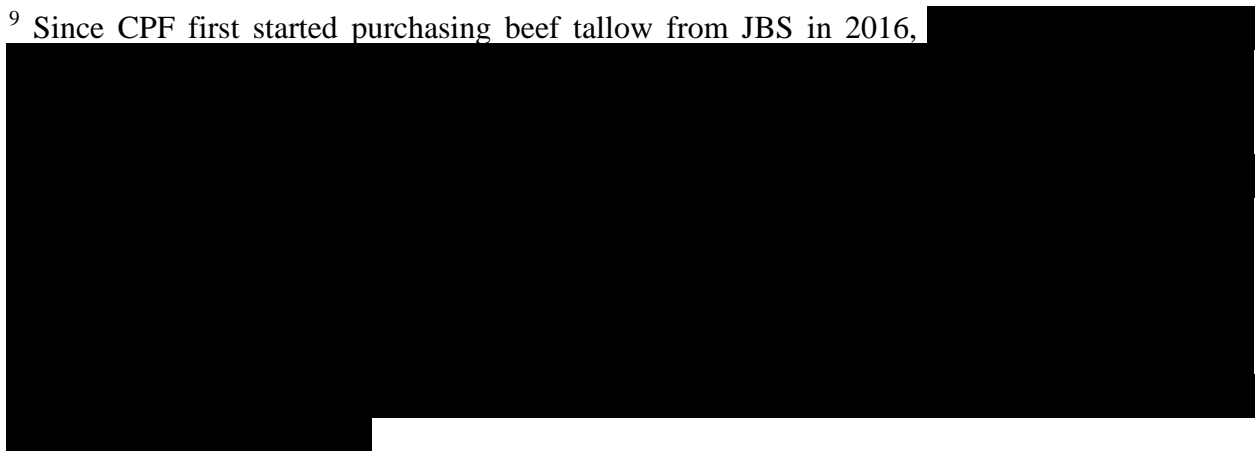 ⁹ Since CPF first started purchasing beef tallow from JBS in 2016,